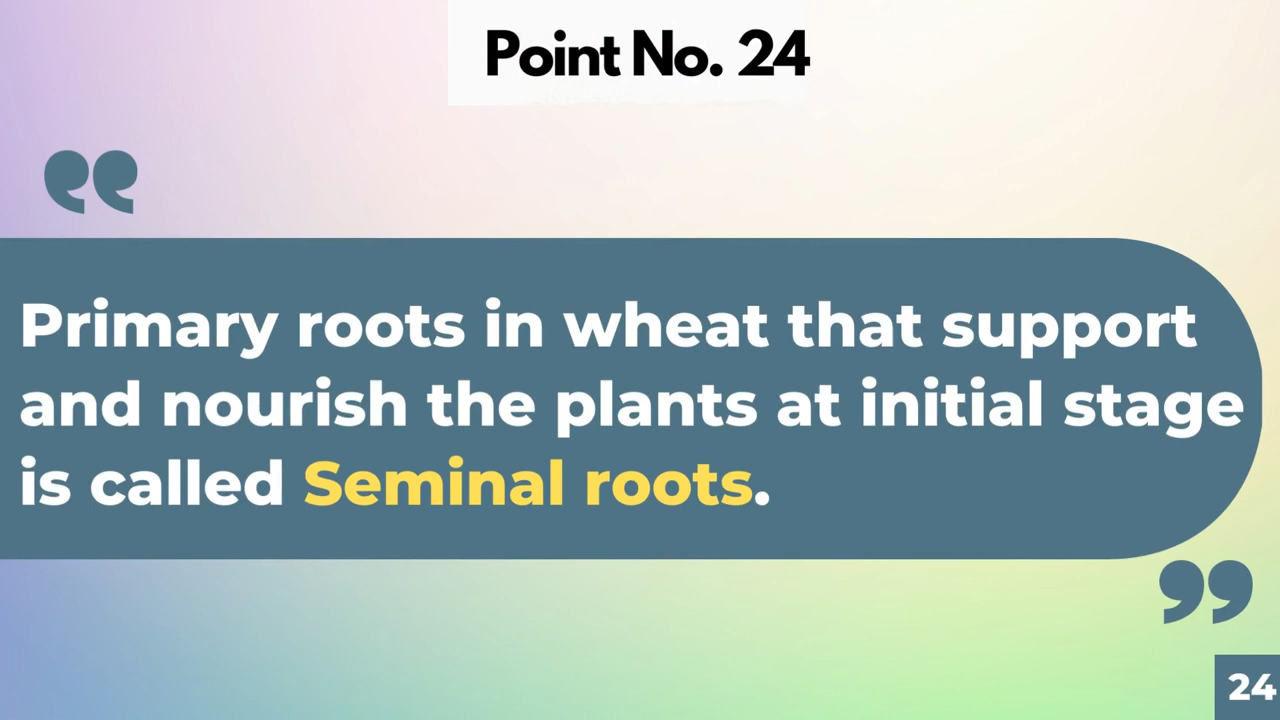 Point No. 24
Primary roots in wheat that support
and nourish the plants at initial stage
is called Seminal roots.
24